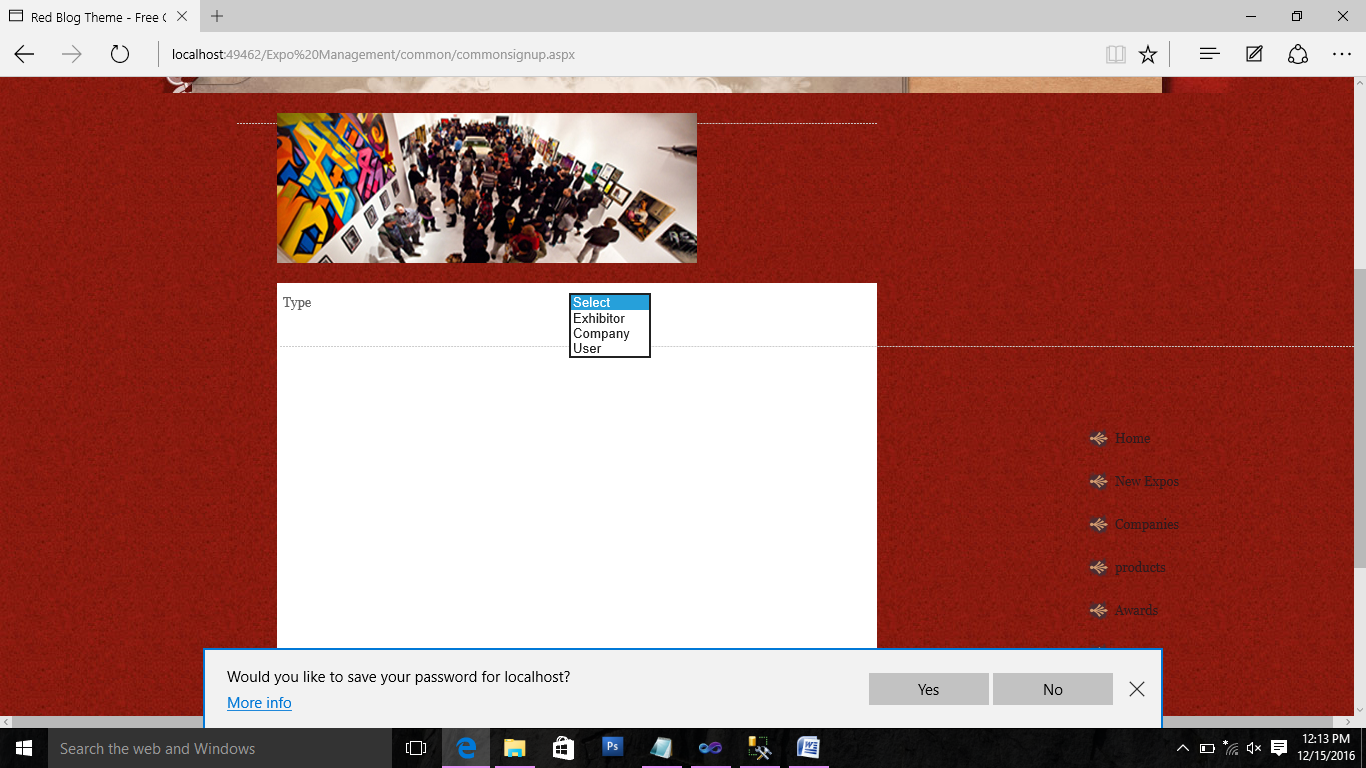 Red Blog Theme - Free C
localhost:49462/Expo%20Management/common/commonsignup.aspx
Type
Select
Exhibitor
Company
User
Home
New Expos
Companies
products
Awards
Would you like to save your password for localhost?
More info
Yes
No
Search the web and Windows
Ps
12:13 PM
12/15/2016